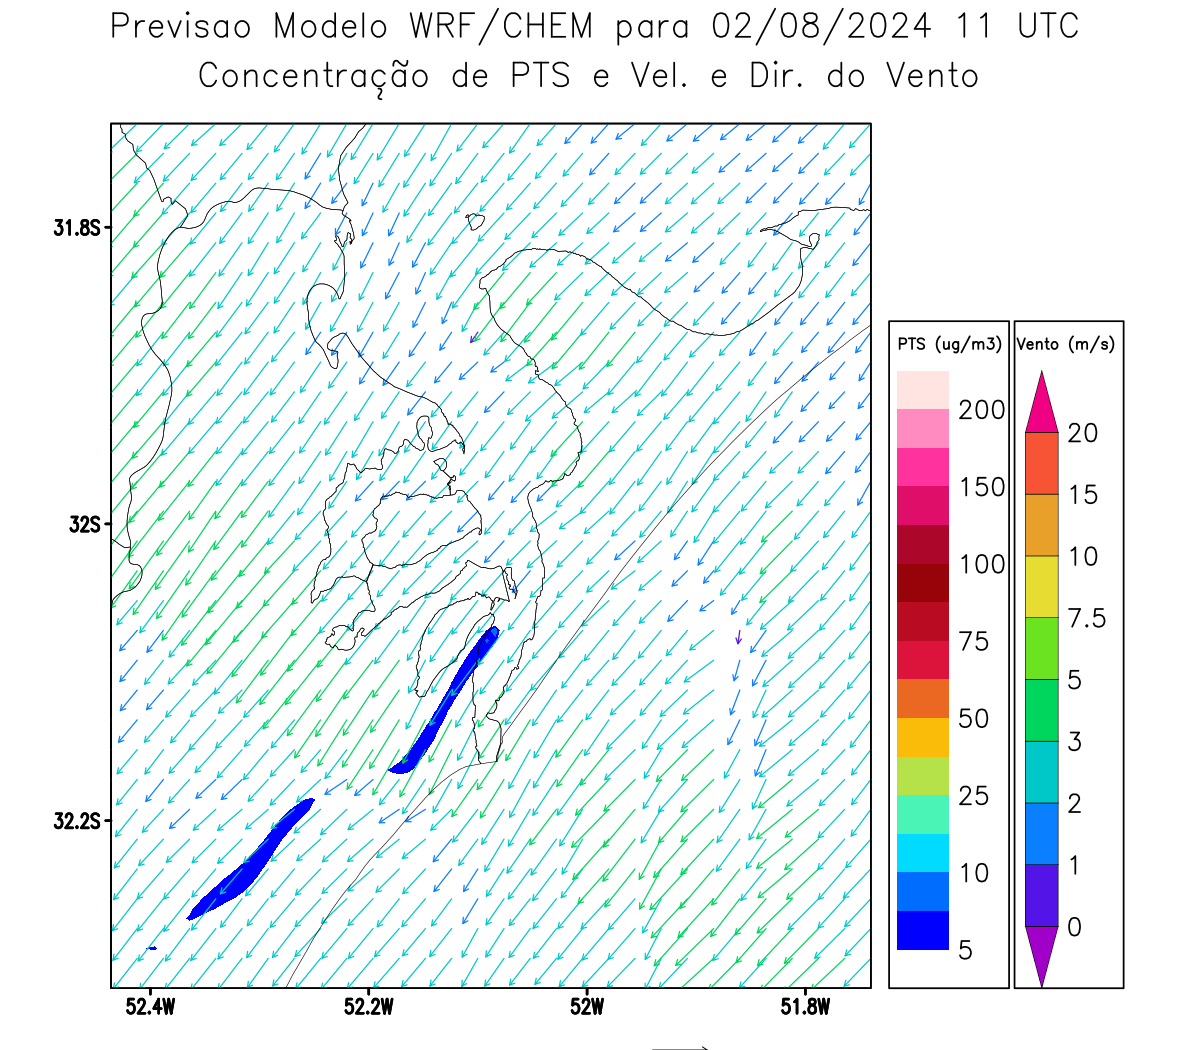 Previsao Modelo WRF/CHEM para 02/08/2024 11 UTC
Concentração de PTS e Vel. e Dir. do Vento
31.8S
32S
32.2S
52.4W 52.2W 52W 51.8W
PTS (ug/m3)
200
150
100
75
50
25
10
5
Vento (m/s)
20
15
10
7.5
5
3
2
1
0